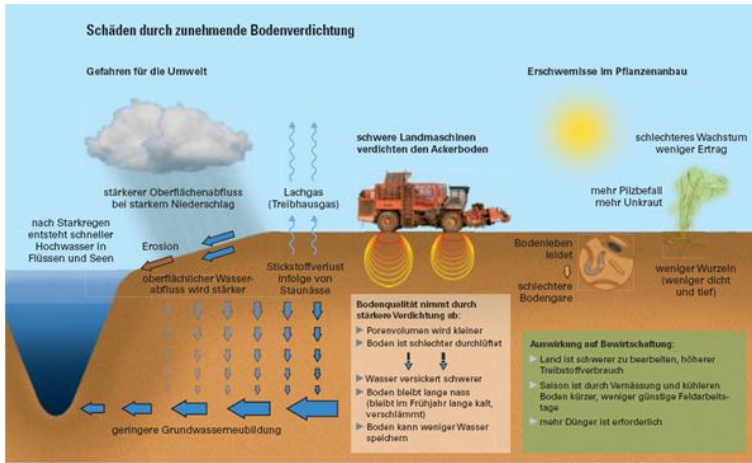 Schäden durch zunehmende Bodenverdichtung
Gefahren für die Umwelt
Erschwernisse im Pflanzenanbau
schwere Landmaschinen
verdichten den Ackerboden
schlechteres Wachstum
weniger Ertrag
stärkerer Oberflächenabfluss
bei starkem Niederschlag
Lachgas
(Treibhausgas)
mehr Pilzbefall
mehr Unkraut
nach Starkregen
entsteht schneller
Hochwasser in
Flüssen und Seen
Erosion
oberflächlicher Wasser-
abfluss wird stärker
Stickstoffverlust
infolge von
Staunässe
Bodenleben
leidet
schlechtere
Bodengare
weniger Wurzeln
(weniger dicht
und tief)
Bodenqualität nimmt durch
stärkere Verdichtung ab:
Porenvolumen wird kleiner
Boden ist schlechter durchlüftet
Wasser versickert schwerer
Boden bleibt lange nass
(bleibt im Frühjahr lange kalt,
verschlämmt)
Boden kann weniger Wasser
speichern
Auswirkung auf Bewirtschaftung:
Land ist schwerer zu bearbeiten, höherer
Treibstoffverbrauch
Saison ist durch Vernässung und kühleren
Boden kürzer, weniger günstige Feldarbeits-
tage
mehr Dünger ist erforderlich
geringere Grundwasserneubildung